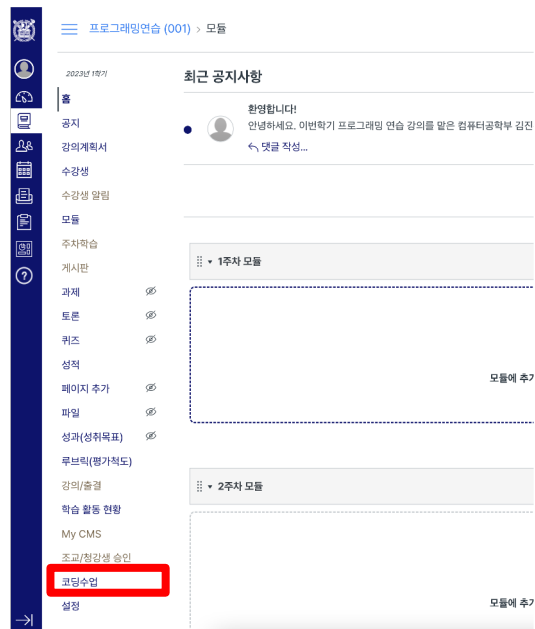 프로그래밍연습 (001) > 모듈
2023년 1학기
홈
공지
강의계획서
수강생
수강생 알림
모듈
주차학습
게시판
과제
토론
퀴즈
성적
페이지 추가
파일
성과(성취목표)
루브릭(평가척도)
강의/출결
학습 활동 현황
My CMS
조교/청강생 승인
코딩수업
설정
최근 공지사항
환영합니다!
안녕하세요. 이번학기 프로그래밍 연습 강의를 맡은 컴퓨터공학부 김진
댓글 작성...
1주차 모듈
모듈에 추가
2주차 모듈
모듈에 추가